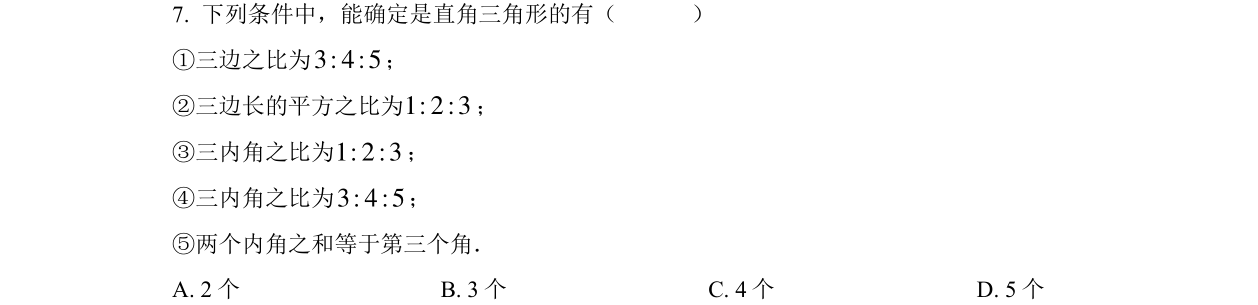 7. 下列条件中，能确定是直角三角形的有（　　）
①三边之比为3:4:5；
②三边长的平方之比为1:2:3；
③三内角之比为1:2:3；
④三内角之比为3:4:5；
⑤两个内角之和等于第三个角．
A. 2 个 B. 3 个 C. 4 个 D. 5 个